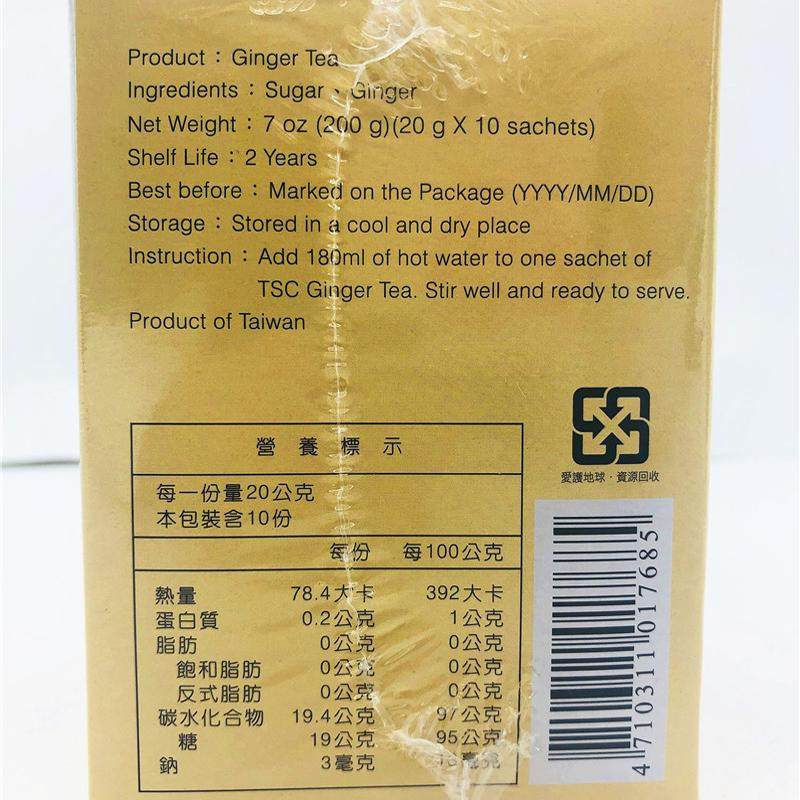 Product：Ginger Tea
Ingredients：Sugar、Ginger
Net Weight：7 oz (200 g)(20 g X 10 sachets)
Shelf Life：2 Years
Best before：Marked on the Package (YYYY/MM/DD)
Storage：Stored in a cool and dry place
Instruction：Add 180ml of hot water to one sachet of
TSC Ginger Tea. Stir well and ready to serve.
Product of Taiwan
愛護地球·資源回收
營養標示
每一份量20公克
本包裝含10份
每份 每100公克
熱量 78.4大卡 392大卡
蛋白質 0.2公克 1公克
脂肪 0公克 0公克
飽和脂肪 0公克 0公克
反式脂肪 0公克 0公克
碳水化合物 19.4公克 97公克
糖 19公克 95公克
鈉 3毫克 毫克
4710311017685